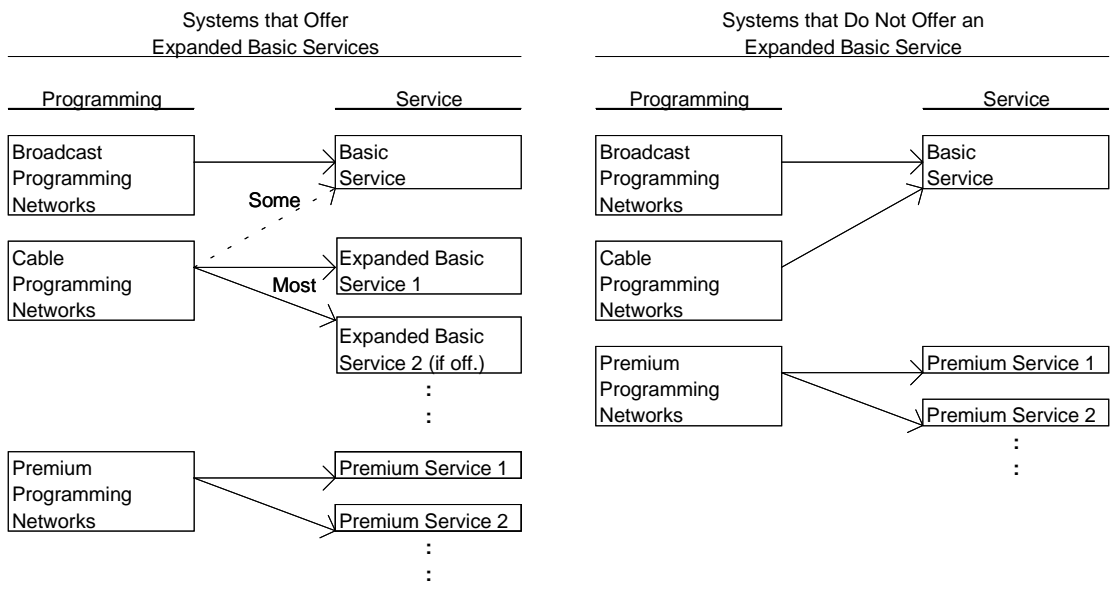 Systems that Offer
Expanded Basic Services
Programming
Service
Broadcast
Programming
Networks
Basic
Service
Some
Cable
Programming
Networks
Expanded Basic
Service 1
Most
Expanded Basic
Service 2 (if off.)
:
:
Premium
Programming
Networks
Premium Service 1
Premium Service 2
:
:
Systems that Do Not Offer an
Expanded Basic Service
Programming
Service
Broadcast
Programming
Networks
Basic
Service
Cable
Programming
Networks
Premium
Programming
Networks
Premium Service 1
Premium Service 2
:
: